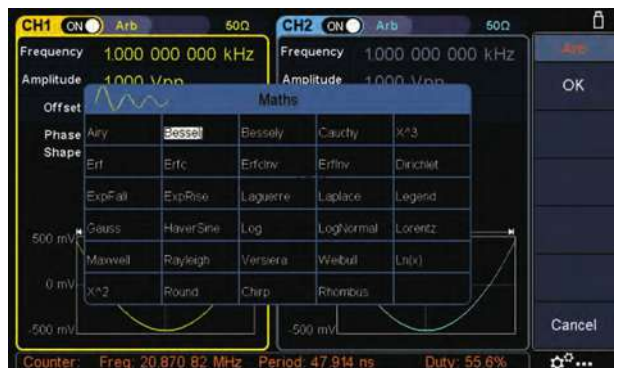 CH1 ON Arb 50Ω CH2 ON Arb 50Ω
Frequency 1.000 000 000 kHz Frequency 1.000 000 000 kHz Arb
Amplitude 1.000 Vpp Amplitude 1.000 Vpp OK
Offset Maths
Phase Airy Besselj Bessely Cauchy X^3
Shape
Erf Erfc ErfcInv ErfInv Dirichlet
ExpFall ExpRise Laguerre Laplace Legend
Gauss HaverSine Log LogNormal Lorentz
500 mV
Maxwell Rayleigh Versiera Weibull Ln(x)
0 mV X^2 Round Chirp Rhombus
-500 mV -500 mV Cancel
Counter: Freq: 20.870 82 MHz Period: 47.914 ns Duty: 55.6%